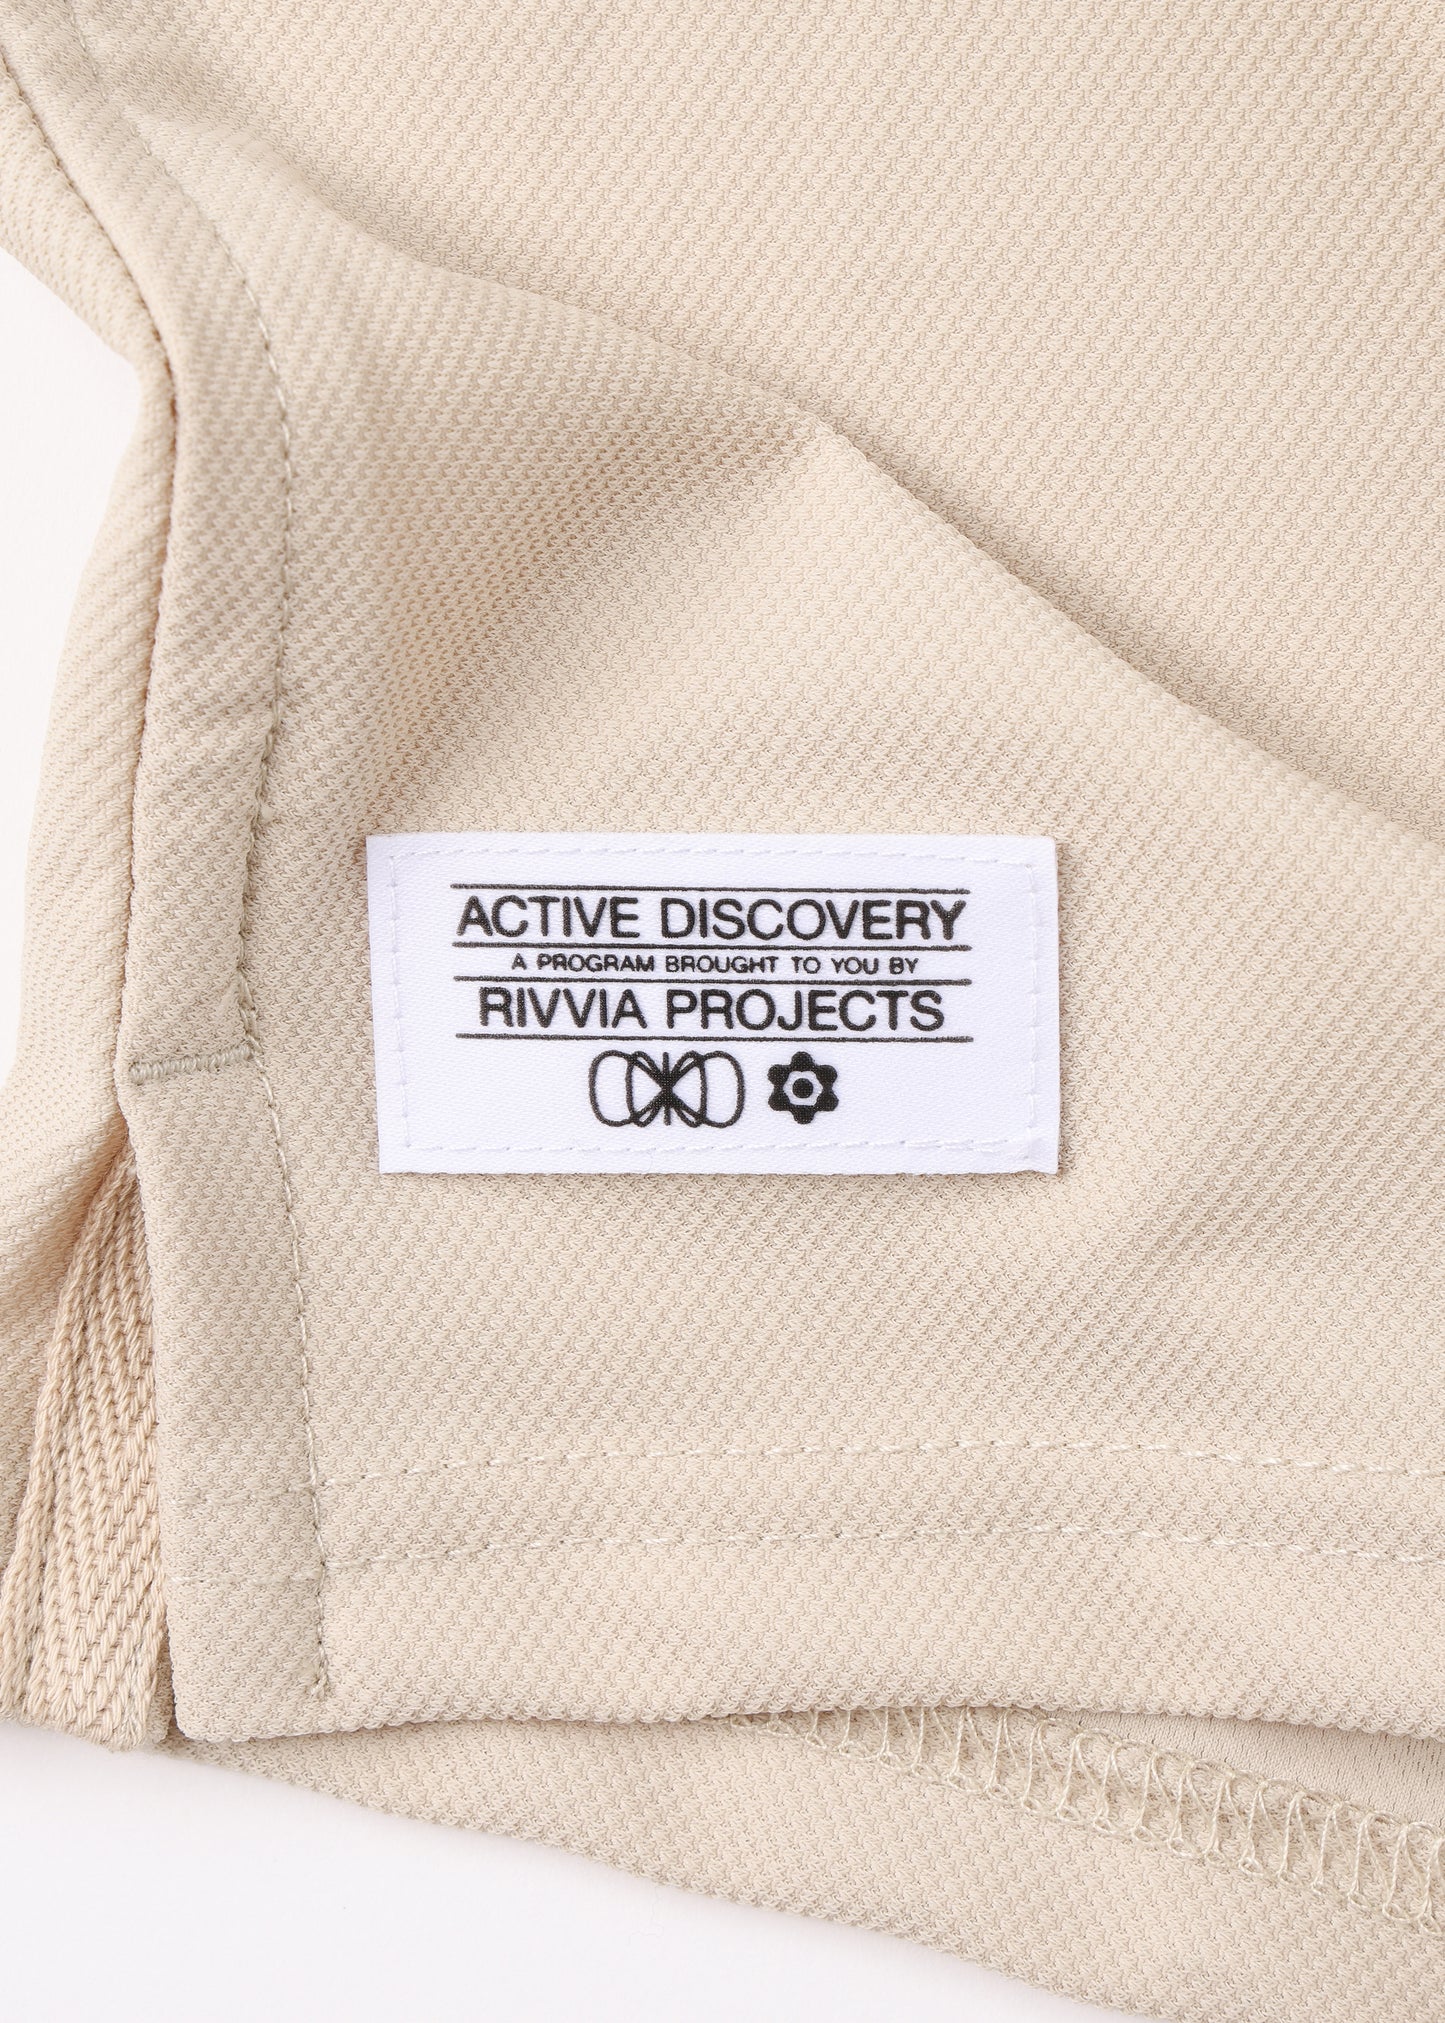 ACTIVE DISCOVERY
A PROGRAM BROUGHT TO YOU BY
RIVVIA PROJECTS